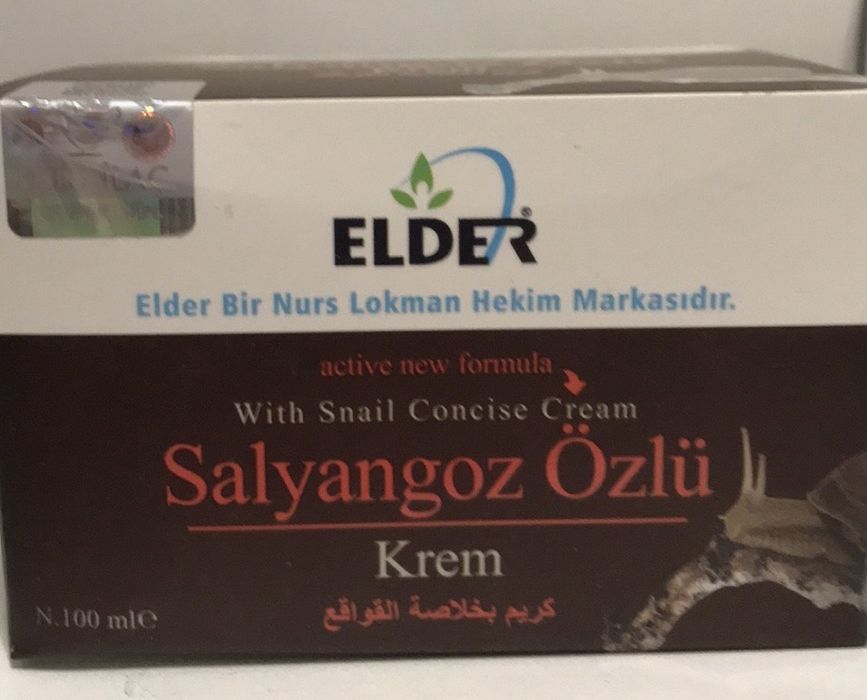 ELDER®
Elder Bir Nurs Lokman Hekim Markasıdır.
active new formula
With Snail Concise Cream
Salyangoz Özlü
Krem
كريم بخلاصة القواقع
N.100 ml℮